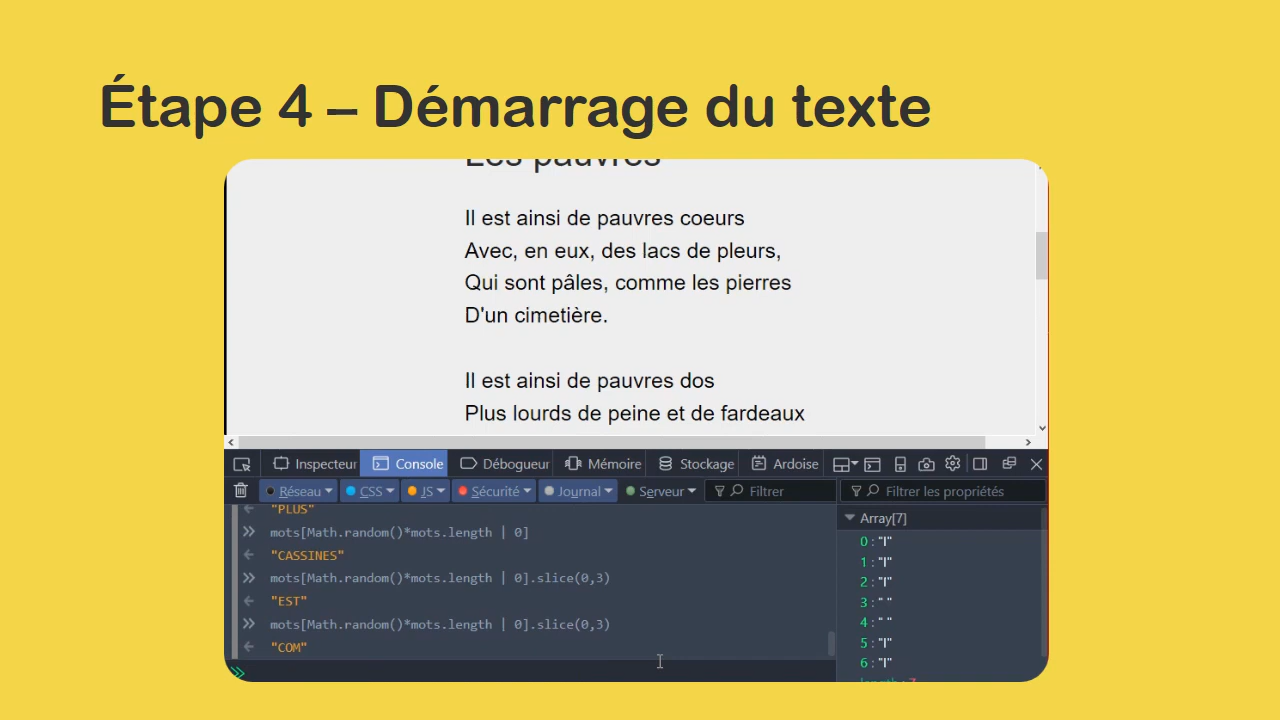 Étape 4 – Démarrage du texte
Les pauvres
Il est ainsi de pauvres coeurs
Avec, en eux, des lacs de pleurs,
Qui sont pâles, comme les pierres
D'un cimetière.
Il est ainsi de pauvres dos
Plus lourds de peine et de fardeaux
Inspecteur Console Débogueur Mémoire Stockage Ardoise
Réseau CSS JS Sécurité Journal Serveur Filtrer Filtrer les propriétés
"PLUS"
mots[Math.random()*mots.length | 0]
"CASSINES"
mots[Math.random()*mots.length | 0].slice(0,3)
"EST"
mots[Math.random()*mots.length | 0].slice(0,3)
"COM"
Array[7]
0 : "I"
1 : "I"
2 : "I"
3 : " "
4 : " "
5 : "I"
6 : "I"
length : 7